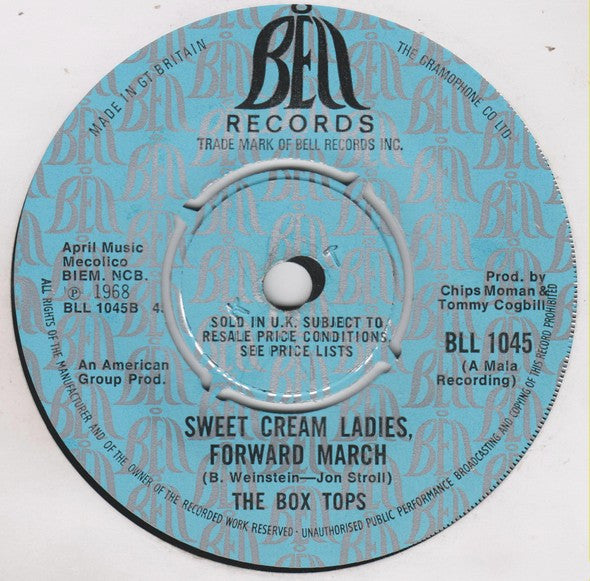 Bell
RECORDS
TRADE MARK OF BELL RECORDS INC.
MADE IN GT BRITAIN
THE GRAMOPHONE CO LTD.
April Music
Mecolico
BIEM. NCB.
Ⓟ 1968
BLL 1045B 4.
An American
Group Prod.
SOLD IN U.K. SUBJECT TO
RESALE PRICE CONDITIONS.
SEE PRICE LISTS
Prod. by
Chips Moman &
Tommy Cogbill
BLL 1045
(A Mala
Recording)
SWEET CREAM LADIES,
FORWARD MARCH
(B. Weinstein—Jon Stroll)
THE BOX TOPS
ALL RIGHTS OF THE MANUFACTURER AND OF THE OWNER OF THE RECORDED WORK RESERVED - UNAUTHORISED PUBLIC PERFORMANCE BROADCASTING AND COPYING OF THIS RECORD PROHIBITED